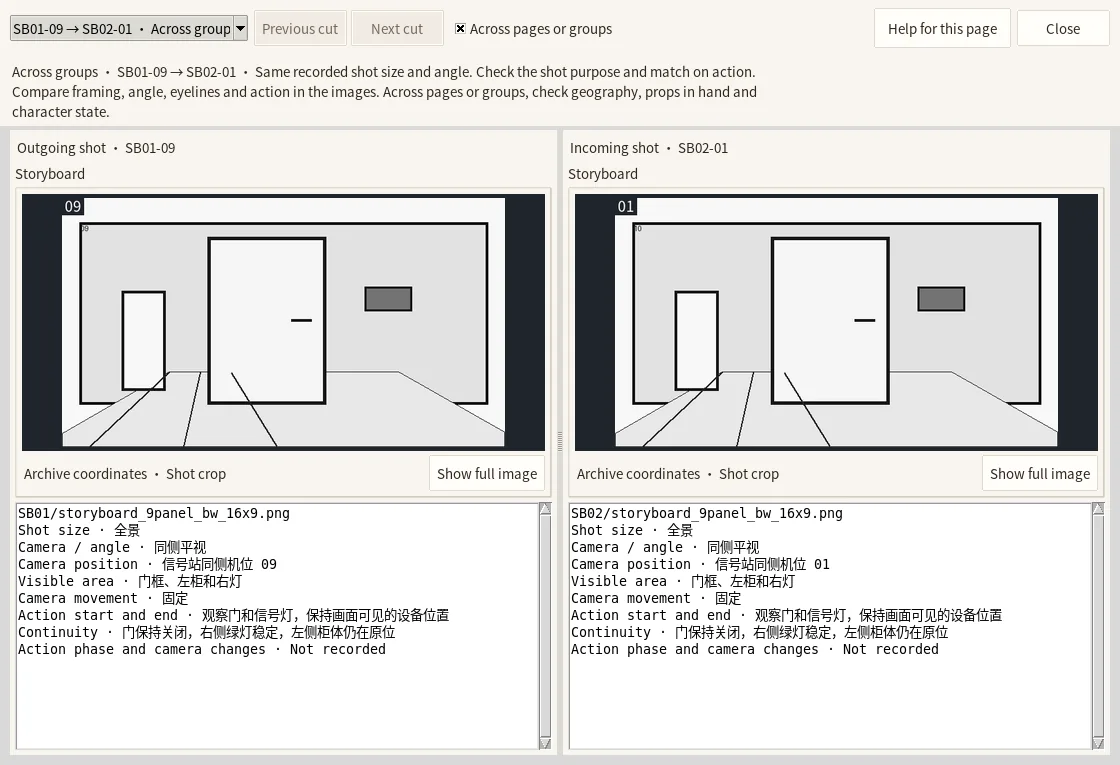 SB01-09 → SB02-01 · Across group
Previous cut
Next cut
Across pages or groups
Help for this page
Close
Across groups · SB01-09 → SB02-01 · Same recorded shot size and angle. Check the shot purpose and match on action.
Compare framing, angle, eyelines and action in the images. Across pages or groups, check geography, props in hand and
character state.
Outgoing shot · SB01-09
Storyboard
09
09
Archive coordinates · Shot crop
Show full image
SB01/storyboard_9panel_bw_16x9.png
Shot size · 全景
Camera / angle · 同侧平视
Camera position · 信号站同侧机位 09
Visible area · 门框、左柜和右灯
Camera movement · 固定
Action start and end · 观察门和信号灯，保持画面可见的设备位置
Continuity · 门保持关闭，右侧绿灯稳定，左侧柜体仍在原位
Action phase and camera changes · Not recorded
Incoming shot · SB02-01
Storyboard
01
10
Archive coordinates · Shot crop
Show full image
SB02/storyboard_9panel_bw_16x9.png
Shot size · 全景
Camera / angle · 同侧平视
Camera position · 信号站同侧机位 01
Visible area · 门框、左柜和右灯
Camera movement · 固定
Action start and end · 观察门和信号灯，保持画面可见的设备位置
Continuity · 门保持关闭，右侧绿灯稳定，左侧柜体仍在原位
Action phase and camera changes · Not recorded